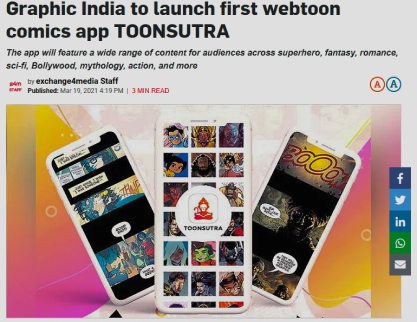 Graphic India to launch first webtoon
comics app TOONSUTRA
The app will feature a wide range of content for audiences across superhero, fantasy, romance,
sci-fi, Bollywood, mythology, action, and more
e4m
STAFF
by exchange4media Staff
Published: Mar 19, 2021 4:19 PM | 3 MIN READ
A A
BOOM
TOONSUTRA
f
in